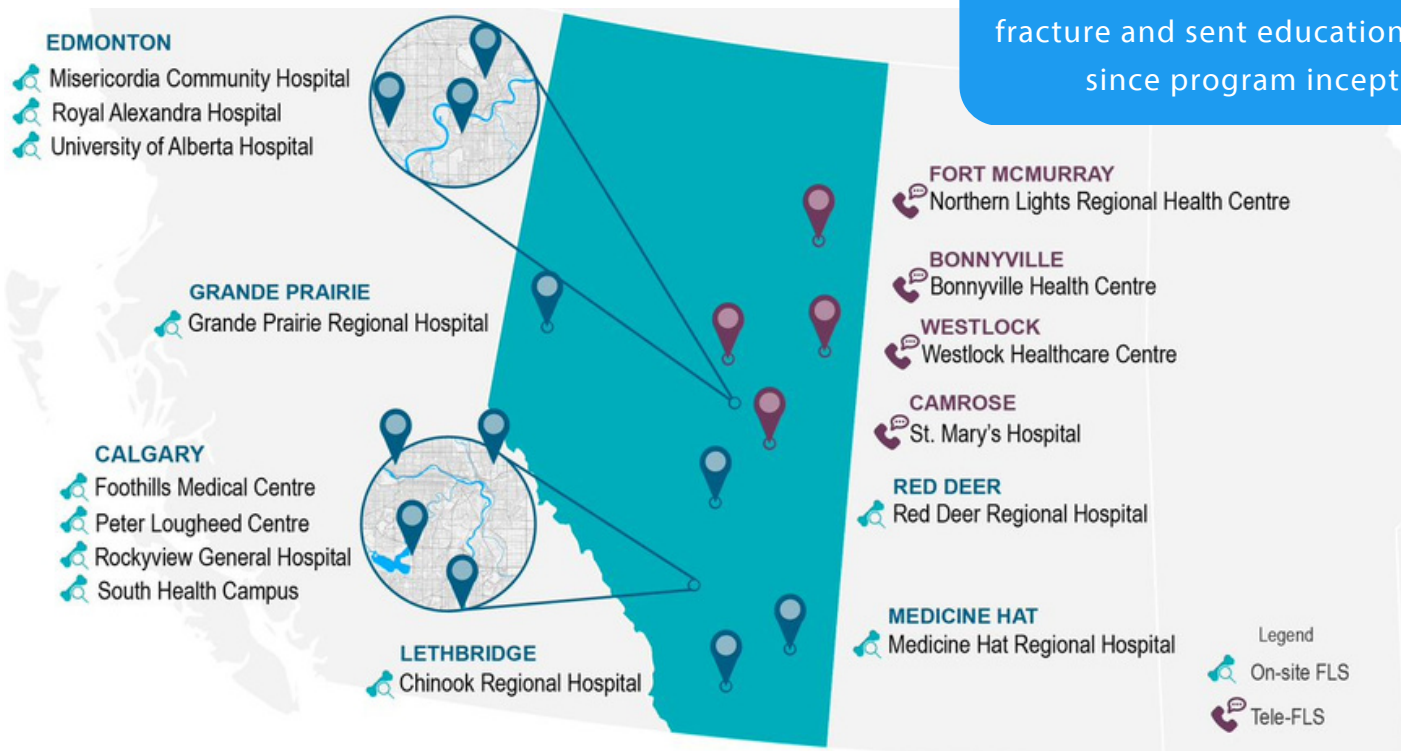 fracture and sent education
since program incept
EDMONTON
Misericordia Community Hospital
Royal Alexandra Hospital
University of Alberta Hospital
FORT MCMURRAY
Northern Lights Regional Health Centre
BONNYVILLE
Bonnyville Health Centre
GRANDE PRAIRIE
Grande Prairie Regional Hospital
WESTLOCK
Westlock Healthcare Centre
CAMROSE
St. Mary's Hospital
CALGARY
Foothills Medical Centre
Peter Lougheed Centre
Rockyview General Hospital
South Health Campus
RED DEER
Red Deer Regional Hospital
MEDICINE HAT
Medicine Hat Regional Hospital
LETHBRIDGE
Chinook Regional Hospital
Legend
On-site FLS
Tele-FLS